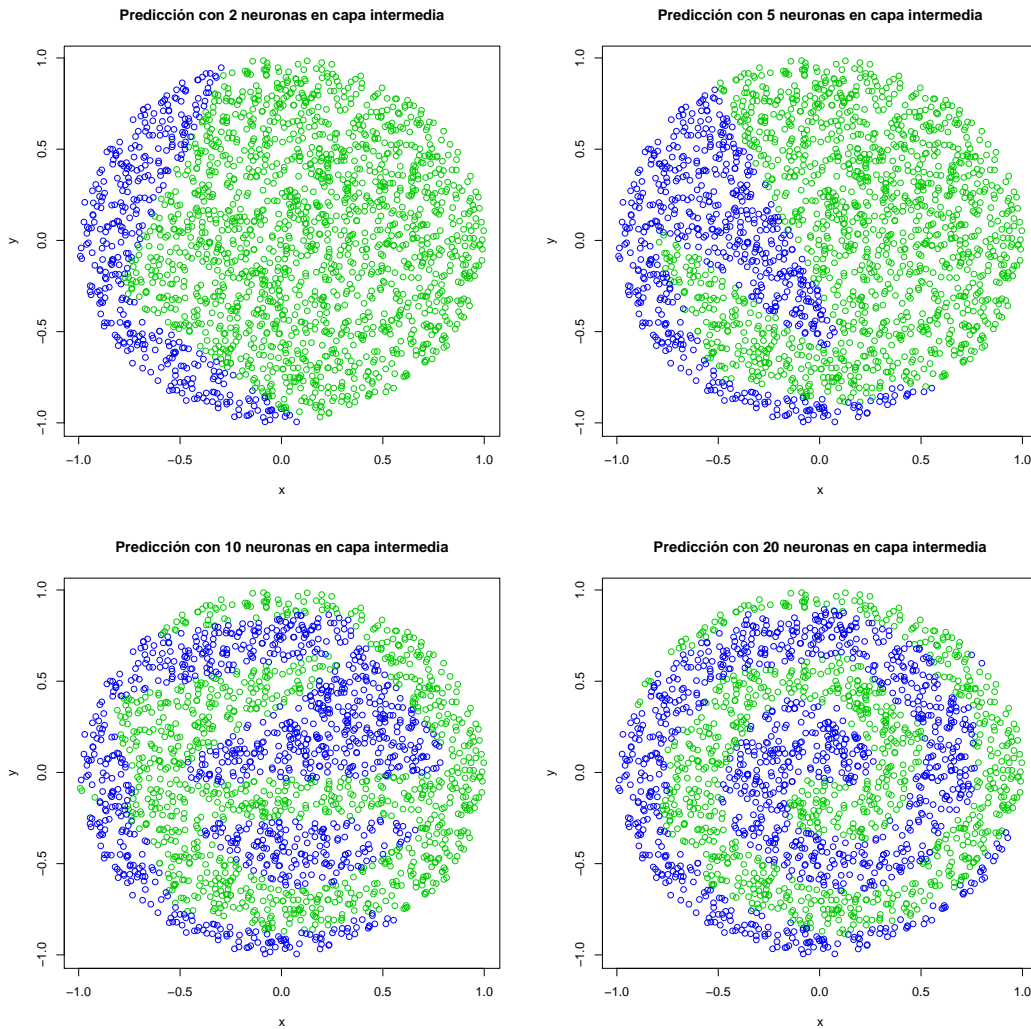 Predicción con 2 neuronas en capa intermedia
1.0
0.5
0.0
−0.5
−1.0
y
−1.0 −0.5 0.0 0.5 1.0
x
Predicción con 5 neuronas en capa intermedia
1.0
0.5
0.0
−0.5
−1.0
y
−1.0 −0.5 0.0 0.5 1.0
x
Predicción con 10 neuronas en capa intermedia
1.0
0.5
0.0
−0.5
−1.0
y
−1.0 −0.5 0.0 0.5 1.0
x
Predicción con 20 neuronas en capa intermedia
1.0
0.5
0.0
−0.5
−1.0
y
−1.0 −0.5 0.0 0.5 1.0
x